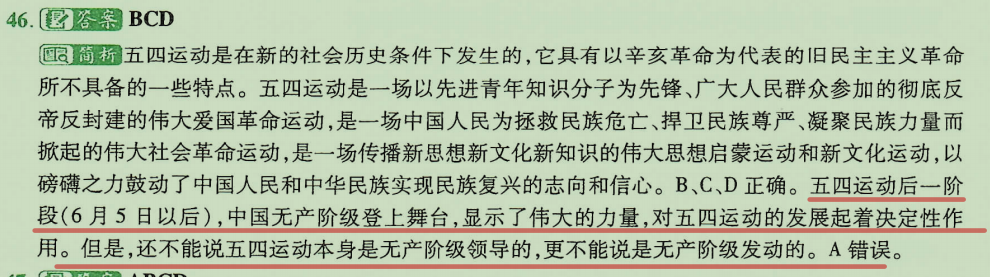 46. 答案 BCD
简析 五四运动是在新的社会历史条件下发生的,它具有以辛亥革命为代表的旧民主主义革命
所不具备的一些特点。五四运动是一场以先进青年知识分子为先锋、广大人民群众参加的彻底反
帝反封建的伟大爱国革命运动,是一场中国人民为拯救民族危亡、捍卫民族尊严、凝聚民族力量而
掀起的伟大社会革命运动,是一场传播新思想新文化新知识的伟大思想启蒙运动和新文化运动,以
磅礴之力鼓动了中国人民和中华民族实现民族复兴的志向和信心。B、C、D 正确。五四运动后一阶
段(6 月 5 日以后),中国无产阶级登上舞台,显示了伟大的力量,对五四运动的发展起着决定性作
用。但是,还不能说五四运动本身是无产阶级领导的,更不能说是无产阶级发动的。A 错误。
47. 答案 ABCD